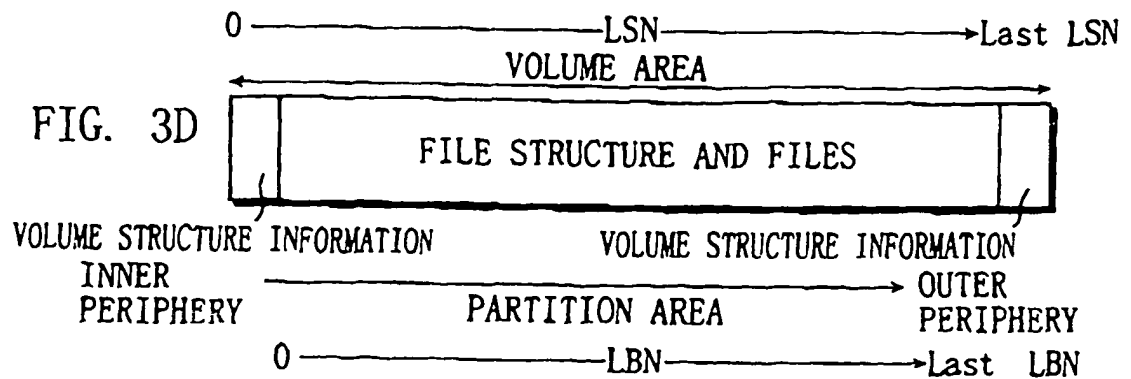 0 LSN Last LSN
VOLUME AREA
FIG. 3D
FILE STRUCTURE AND FILES
VOLUME STRUCTURE INFORMATION VOLUME STRUCTURE INFORMATION
INNER PERIPHERY
PARTITION AREA
OUTER PERIPHERY
0 LBN Last LBN